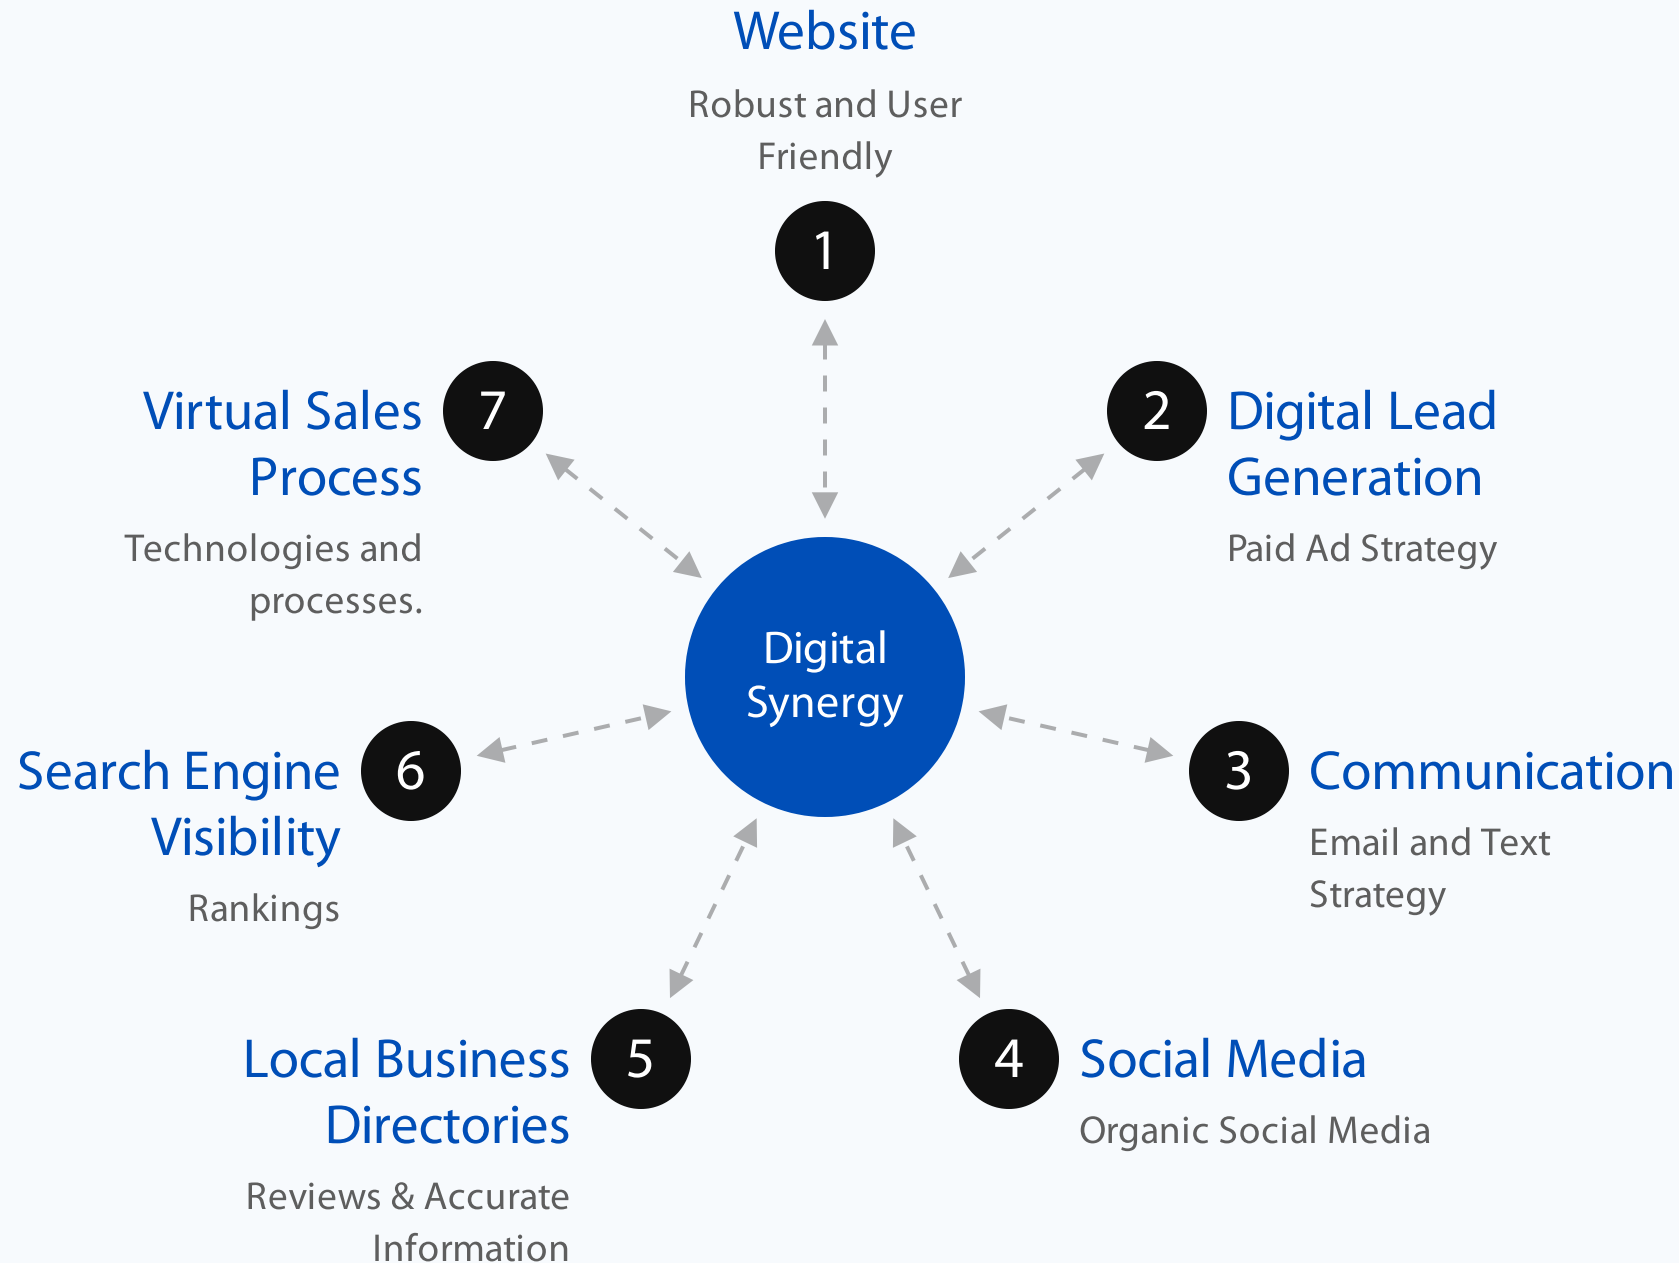 Website
Robust and User
Friendly
1
2
Digital Lead
Generation
Paid Ad Strategy
3
Communication
Email and Text
Strategy
4
Social Media
Organic Social Media
5
Local Business
Directories
Reviews & Accurate
Information
6
Search Engine
Visibility
Rankings
7
Virtual Sales
Process
Technologies and
processes.
Digital
Synergy